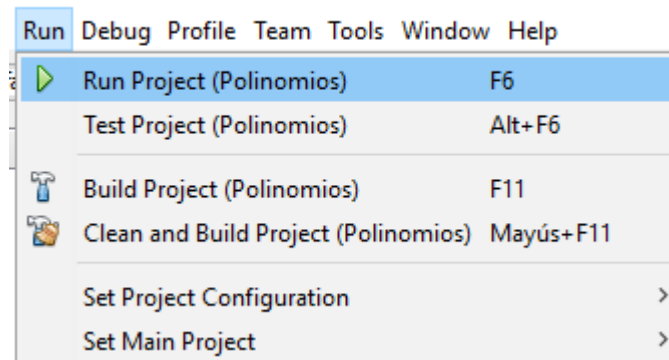 Run Debug Profile Team Tools Window Help
Run Project (Polinomios) F6
Test Project (Polinomios) Alt+F6
Build Project (Polinomios) F11
Clean and Build Project (Polinomios) Mayús+F11
Set Project Configuration
Set Main Project